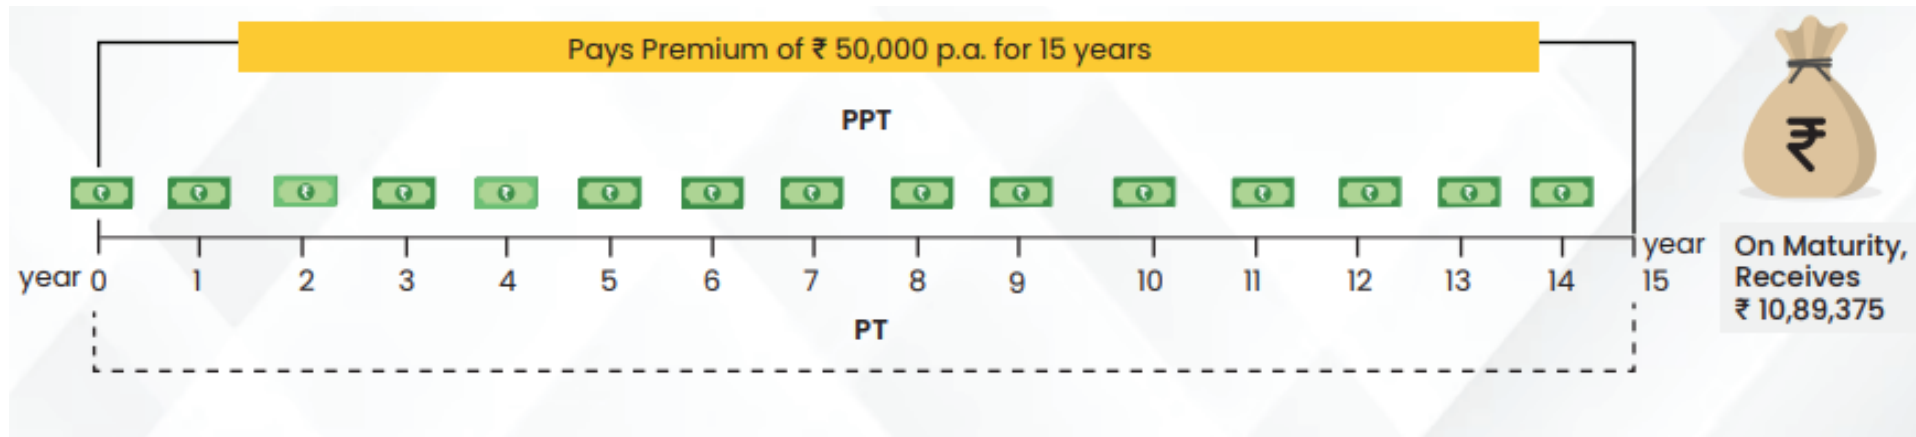 Pays Premium of ₹ 50,000 p.a. for 15 years
PPT
year 0 1 2 3 4 5 6 7 8 9 10 11 12 13 14 15 year
PT
On Maturity,
Receives
₹ 10,89,375